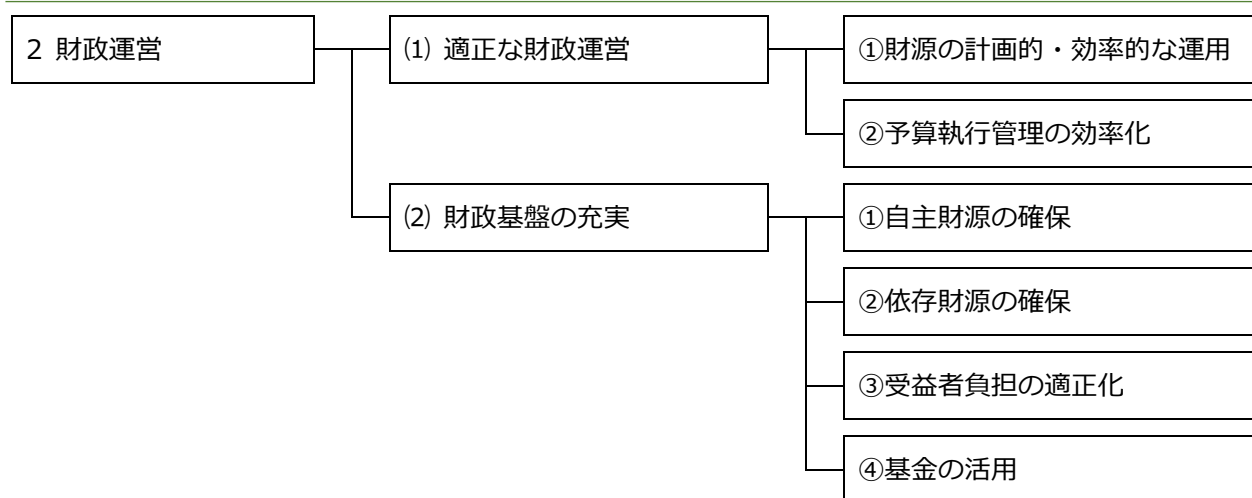 2 財政運営
⑴ 適正な財政運営
①財源の計画的・効率的な運用
②予算執行管理の効率化
⑵ 財政基盤の充実
①自主財源の確保
②依存財源の確保
③受益者負担の適正化
④基金の活用